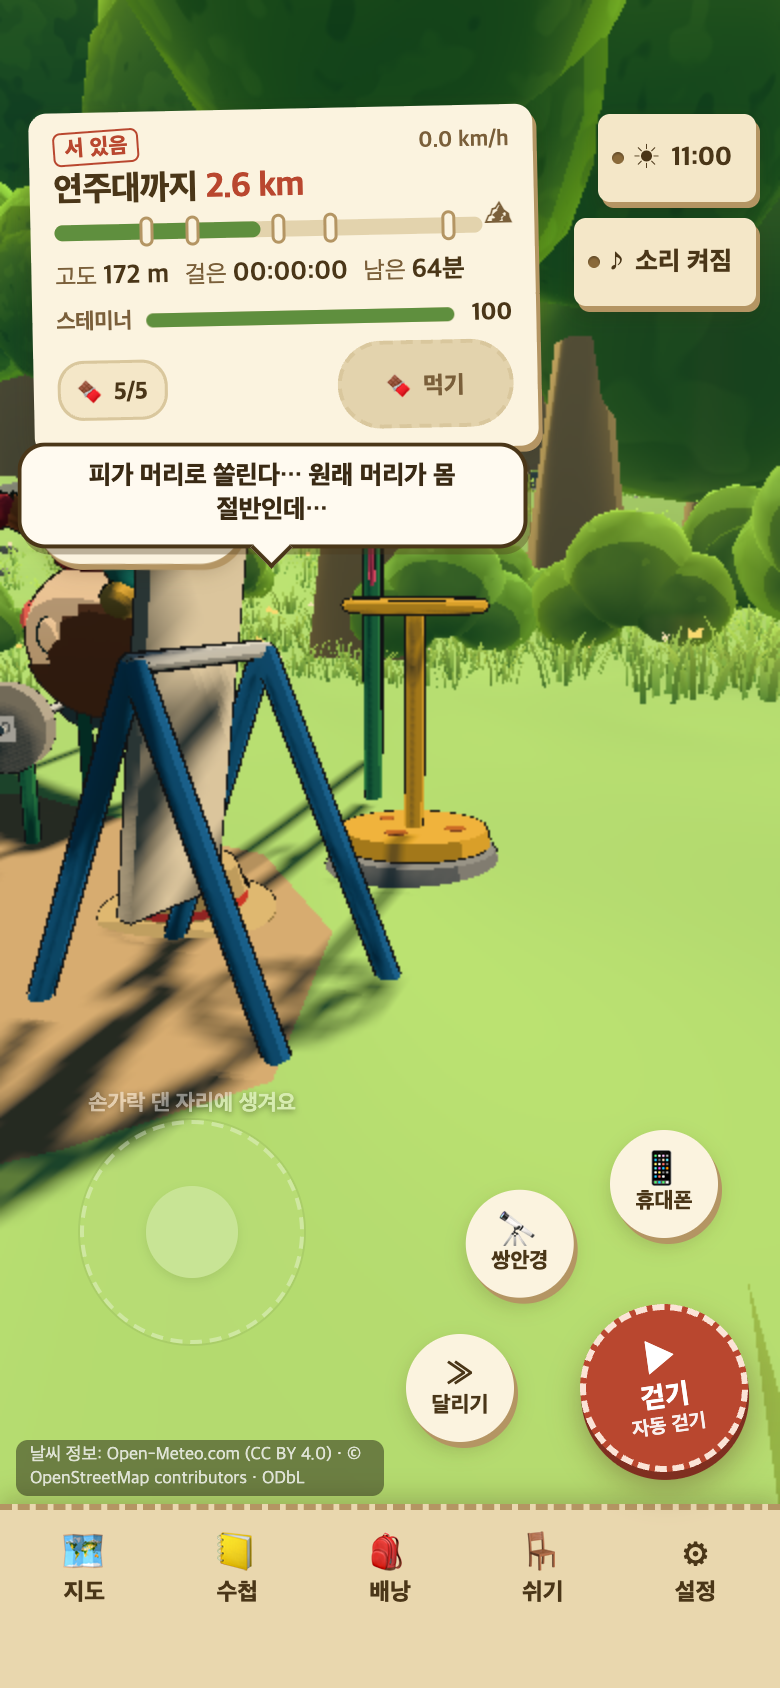 서 있음
0.0 km/h
연주대까지 2.6 km
고도 172 m 걸은 00:00:00 남은 64분
스테미너 100
5/5
먹기
11:00
♪ 소리 켜짐
피가 머리로 쏠린다… 원래 머리가 몸
절반인데…
손가락 댄 자리에 생겨요
휴대폰
쌍안경
달리기
걷기
자동 걷기
날씨 정보: Open-Meteo.com (CC BY 4.0) · ©
OpenStreetMap contributors · ODbL
지도
수첩
배낭
쉬기
설정